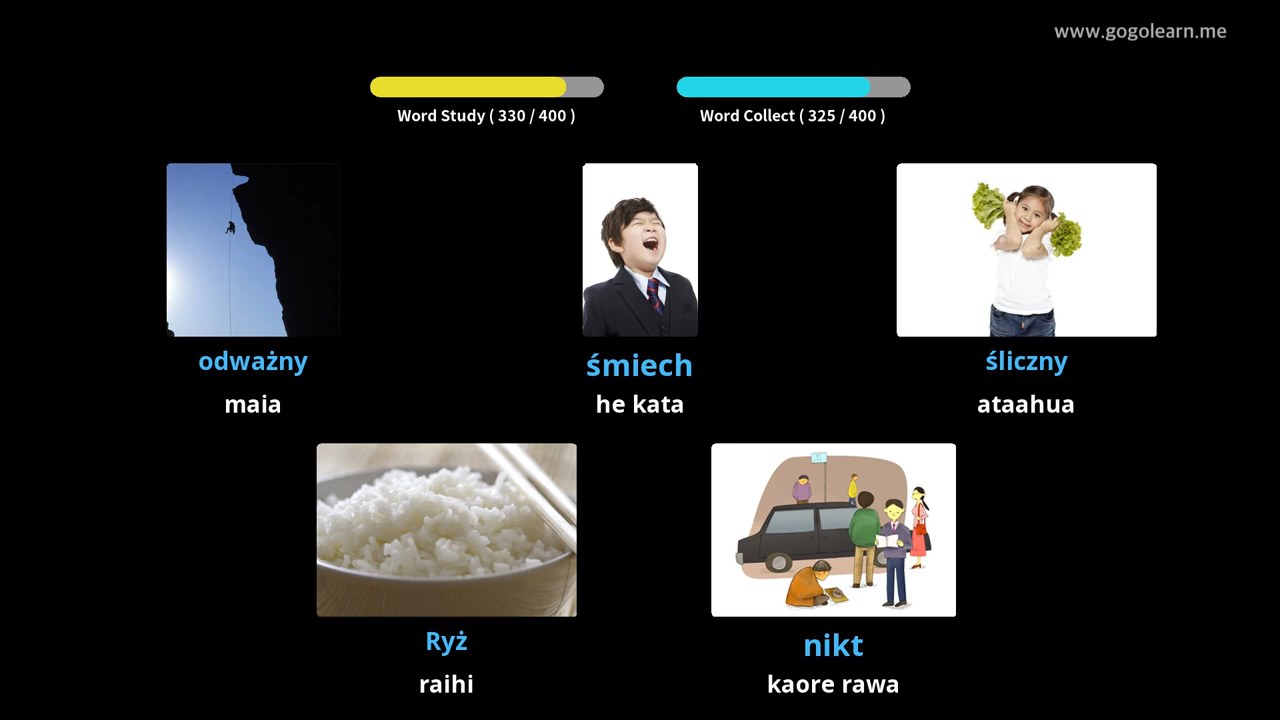 www.gogolearn.me
Word Study ( 330 / 400 )
Word Collect ( 325 / 400 )
odważny
śmiech
śliczny
maia
he kata
ataahua
Ryż
nikt
raihi
kaore rawa